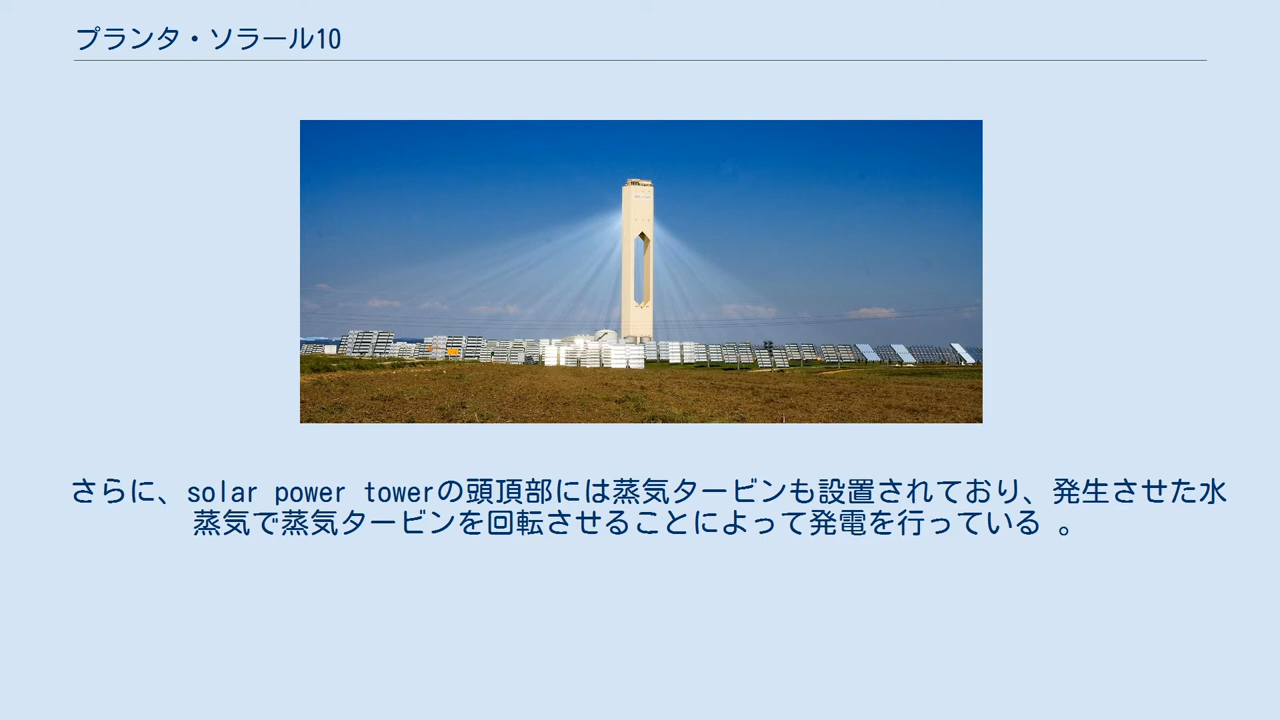 プランタ・ソラール10
さらに、solar power towerの頭頂部には蒸気タービンも設置されており、発生させた水
蒸気で蒸気タービンを回転させることによって発電を行っている 。